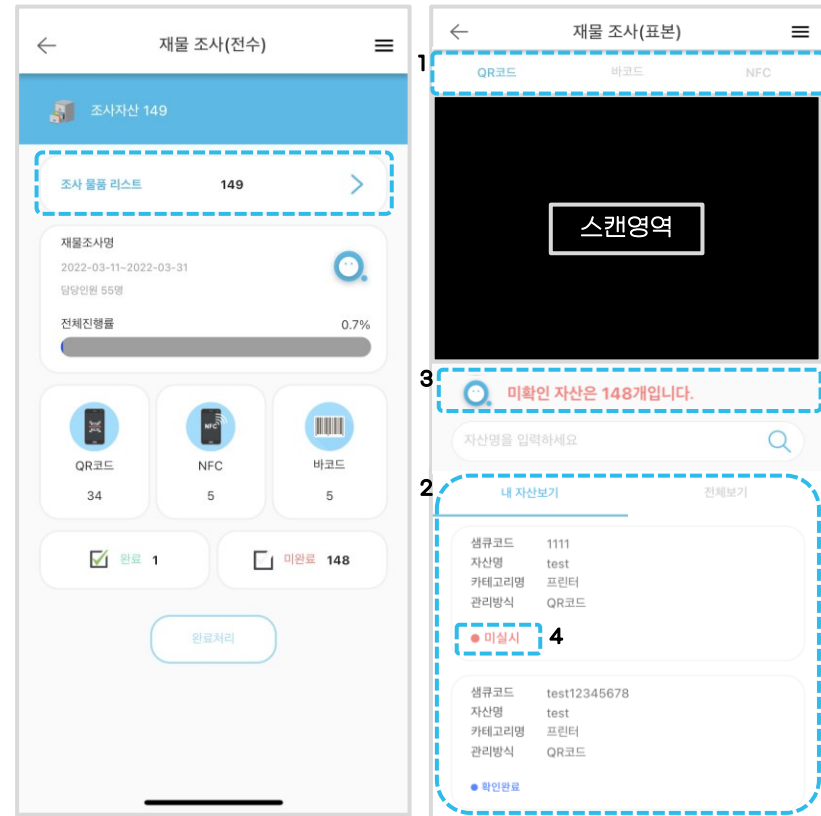 재물 조사(전수)
조사자산 149
조사 물품 리스트 149
재물조사명
2022-03-11~2022-03-31
담당인원 55명
전체진행률 0.7%
NFC
QR코드 NFC 바코드
34 5 5
완료 1 미완료 148
완료처리
재물 조사(표본)
1
QR코드 바코드 NFC
스캔영역
3
미확인 자산은 148개입니다.
자산명을 입력하세요
2
내 자산보기 전체보기
샘큐코드 1111
자산명 test
카테고리명 프린터
관리방식 QR코드
미실시 4
샘큐코드 test12345678
자산명 test
카테고리명 프린터
관리방식 QR코드
확인완료